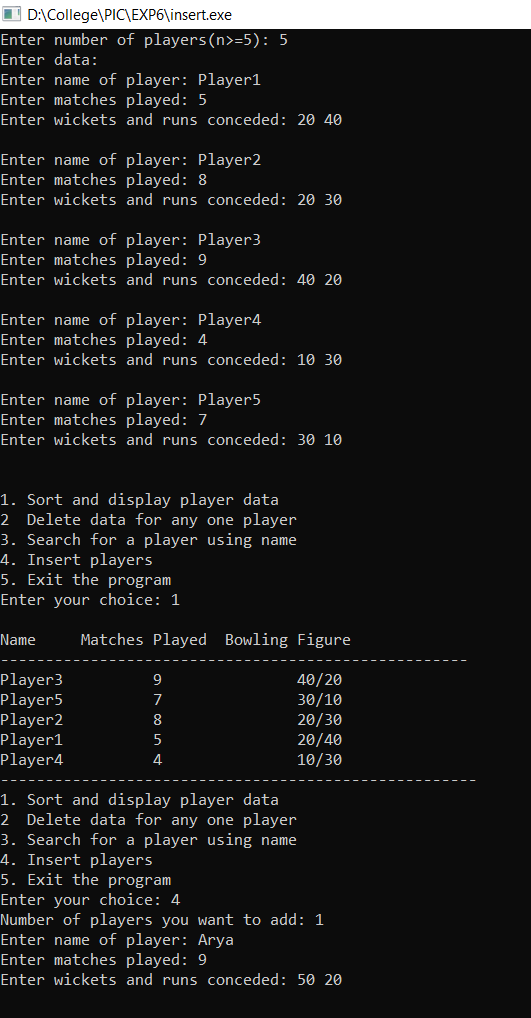 D:\College\PIC\EXP6\insert.exe
Enter number of players(n>=5): 5
Enter data:
Enter name of player: Player1
Enter matches played: 5
Enter wickets and runs conceded: 20 40
Enter name of player: Player2
Enter matches played: 8
Enter wickets and runs conceded: 20 30
Enter name of player: Player3
Enter matches played: 9
Enter wickets and runs conceded: 40 20
Enter name of player: Player4
Enter matches played: 4
Enter wickets and runs conceded: 10 30
Enter name of player: Player5
Enter matches played: 7
Enter wickets and runs conceded: 30 10
1. Sort and display player data
2  Delete data for any one player
3. Search for a player using name
4. Insert players
5. Exit the program
Enter your choice: 1
Name     Matches Played  Bowling Figure
----------------------------------------------------
Player3          9               40/20
Player5          7               30/10
Player2          8               20/30
Player1          5               20/40
Player4          4               10/30
-----------------------------------------------------
1. Sort and display player data
2  Delete data for any one player
3. Search for a player using name
4. Insert players
5. Exit the program
Enter your choice: 4
Number of players you want to add: 1
Enter name of player: Arya
Enter matches played: 9
Enter wickets and runs conceded: 50 20